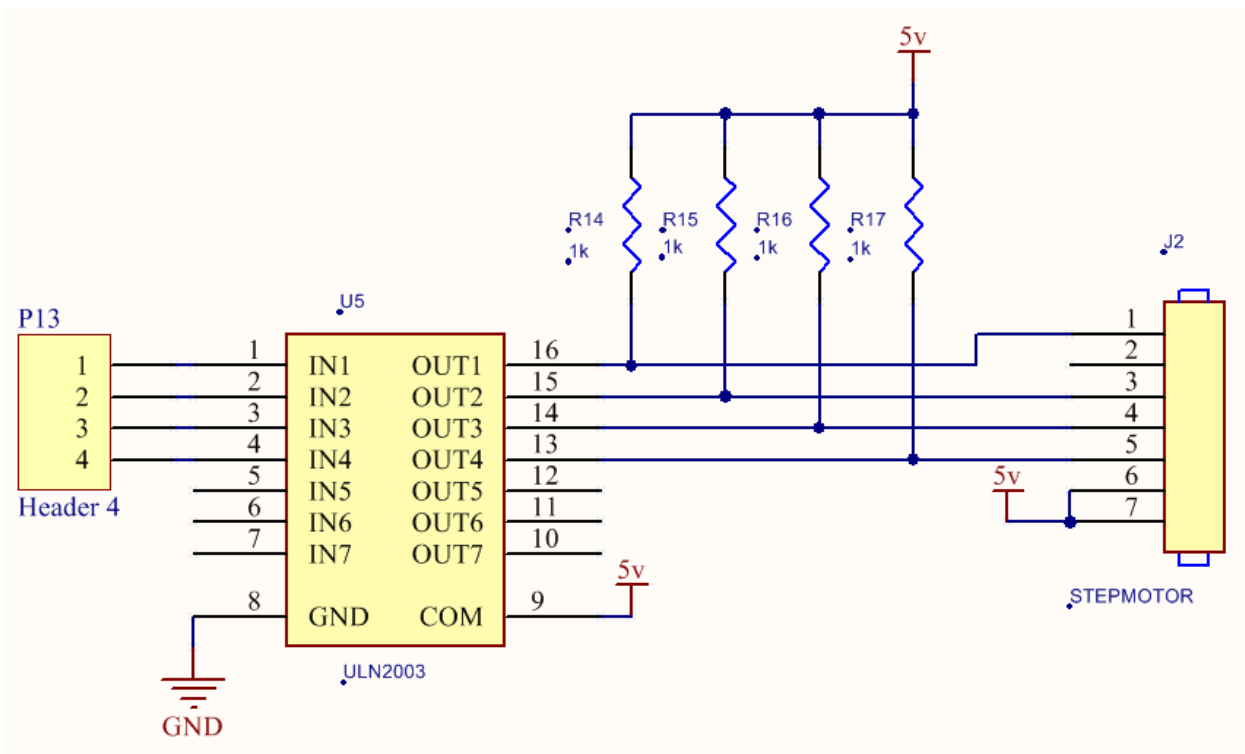 5v
R14
R15
R16
R17
1k
1k
1k
1k
J2
U5
P13
1
2
3
4
Header 4
1 IN1 OUT1 16
2 IN2 OUT2 15
3 IN3 OUT3 14
4 IN4 OUT4 13
5 IN5 OUT5 12
6 IN6 OUT6 11
7 IN7 OUT7 10
8 GND COM 9
ULN2003
GND
5v
5v
1
2
3
4
5
6
7
STEPMOTOR